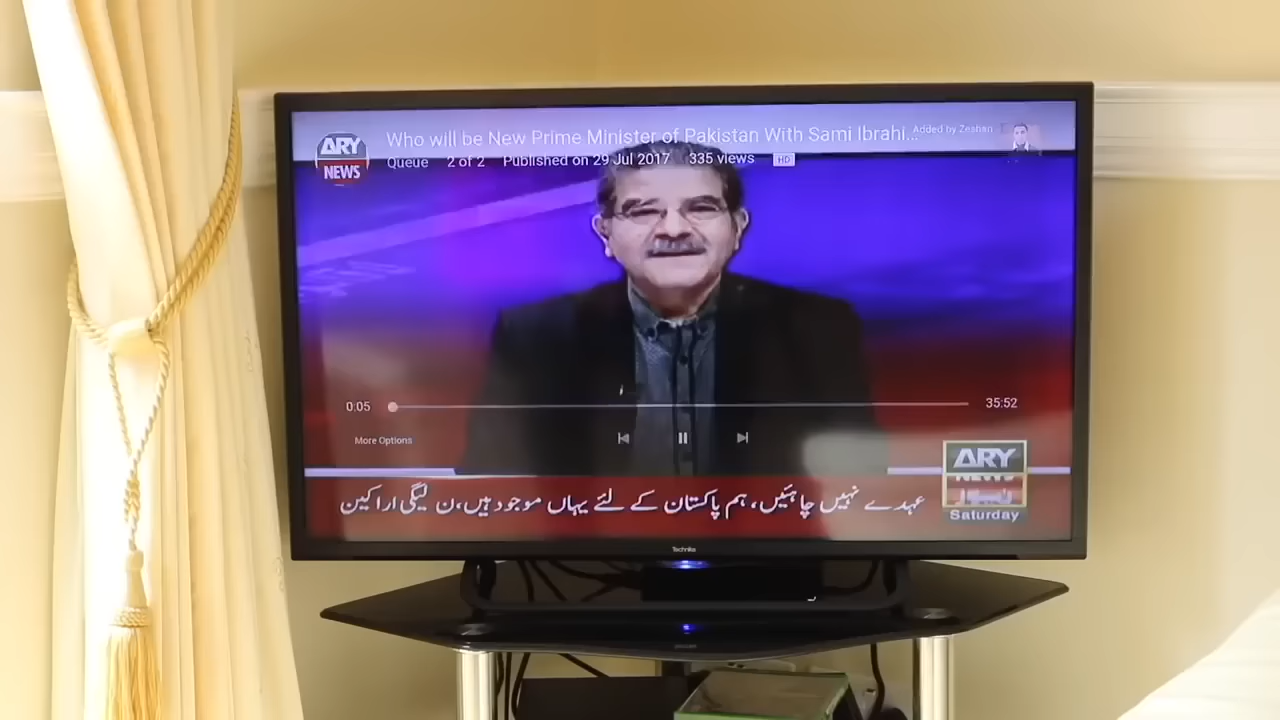 ARY
NEWS
Who will be New Prime Minister of Pakistan With Sami Ibrahi...
Added by Zeshan
Queue 2 of 2 Published on 29 Jul 2017 335 views HD
0:05
35:52
More Options
ARY
NEWS
نیوز
Saturday
عہدے نہیں چاہئیں، ہم پاکستان کے لئے یہاں موجود ہیں،ن لیگی اراکین
Technika